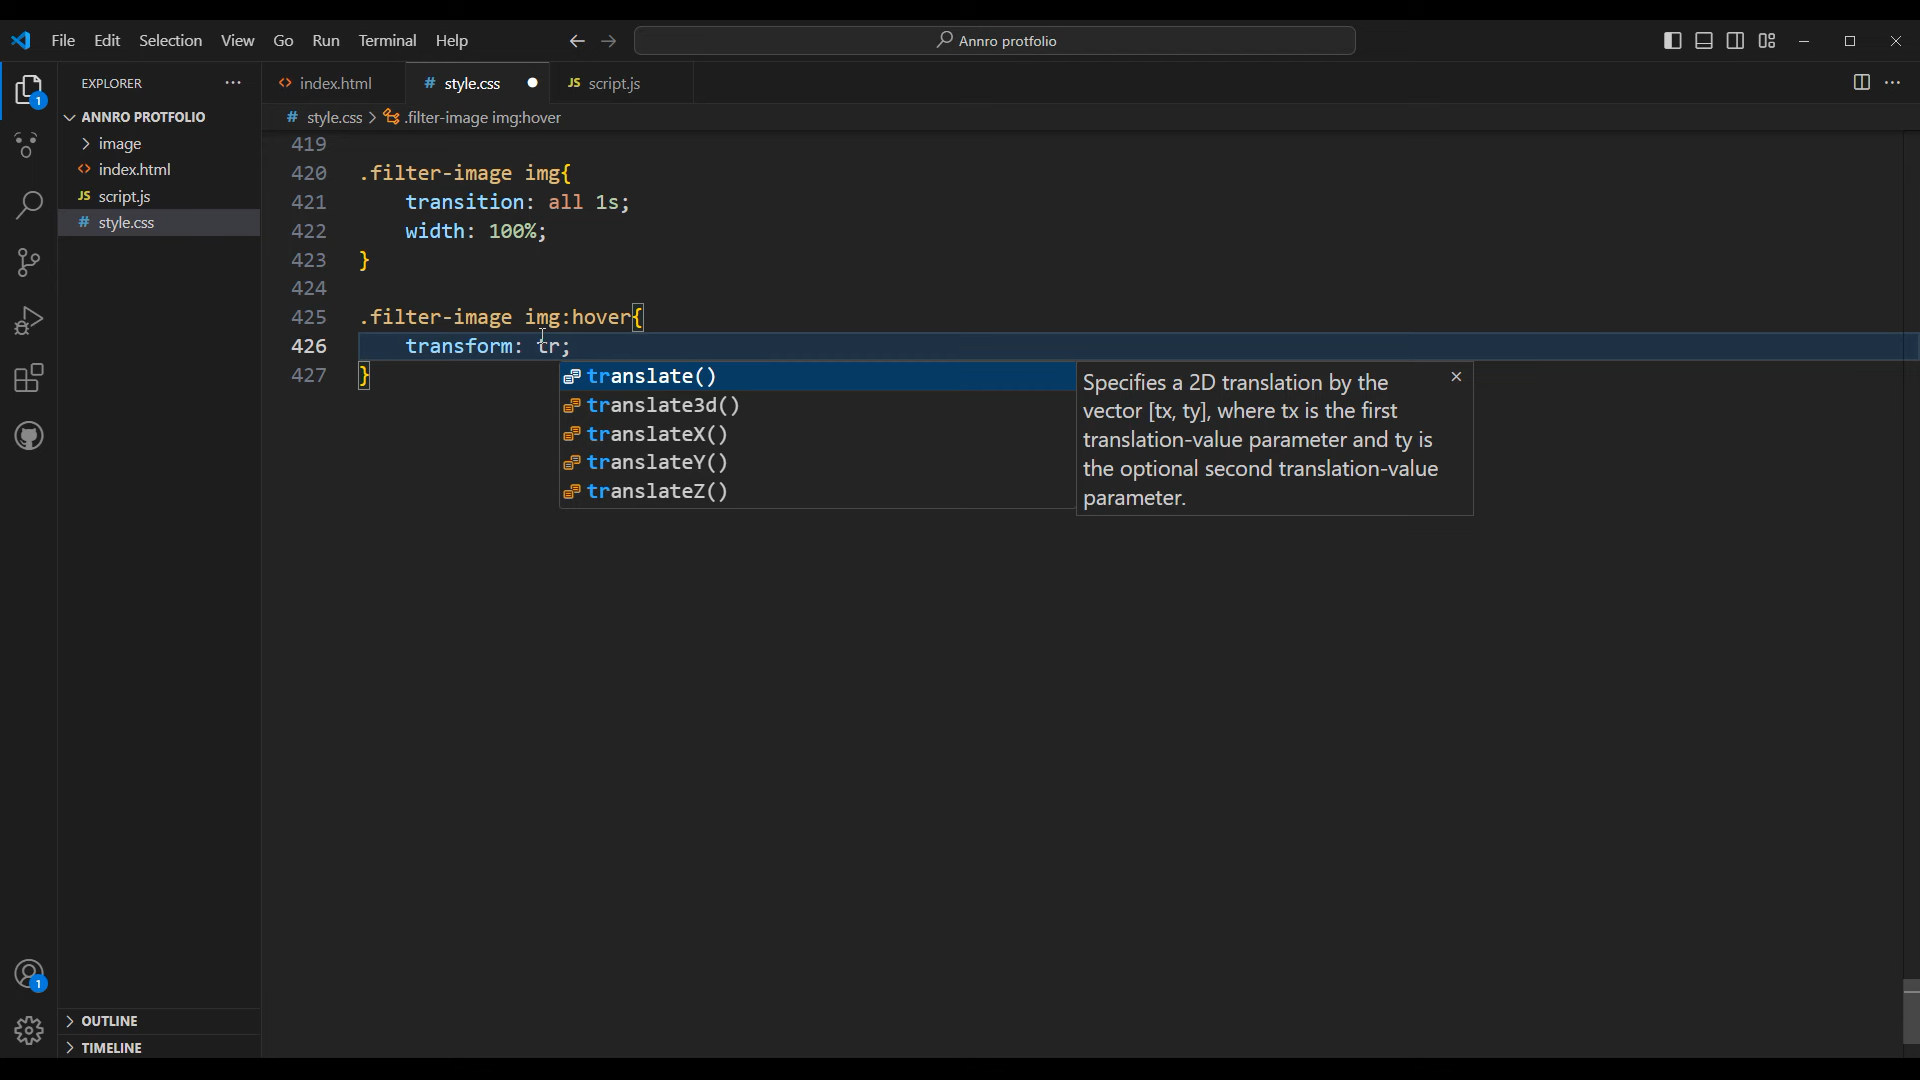 File Edit Selection View Go Run Terminal Help
Annro protfolio
EXPLORER
1
ANNRO PROTFOLIO
image
index.html
JS script.js
# style.css
index.html
# style.css
JS script.js
# style.css > .filter-image img:hover
419
420 .filter-image img{
421 transition: all 1s;
422 width: 100%;
423 }
424
425 .filter-image img:hover{
426 transform: tr;
427 }
translate()
translate3d()
translateX()
translateY()
translateZ()
Specifies a 2D translation by the
vector [tx, ty], where tx is the first
translation-value parameter and ty is
the optional second translation-value
parameter.
1
OUTLINE
TIMELINE